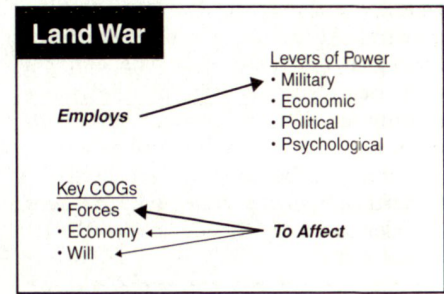 Land War
Levers of Power
• Military
• Economic
• Political
• Psychological
Employs
Key COGs
• Forces
• Economy
• Will
To Affect